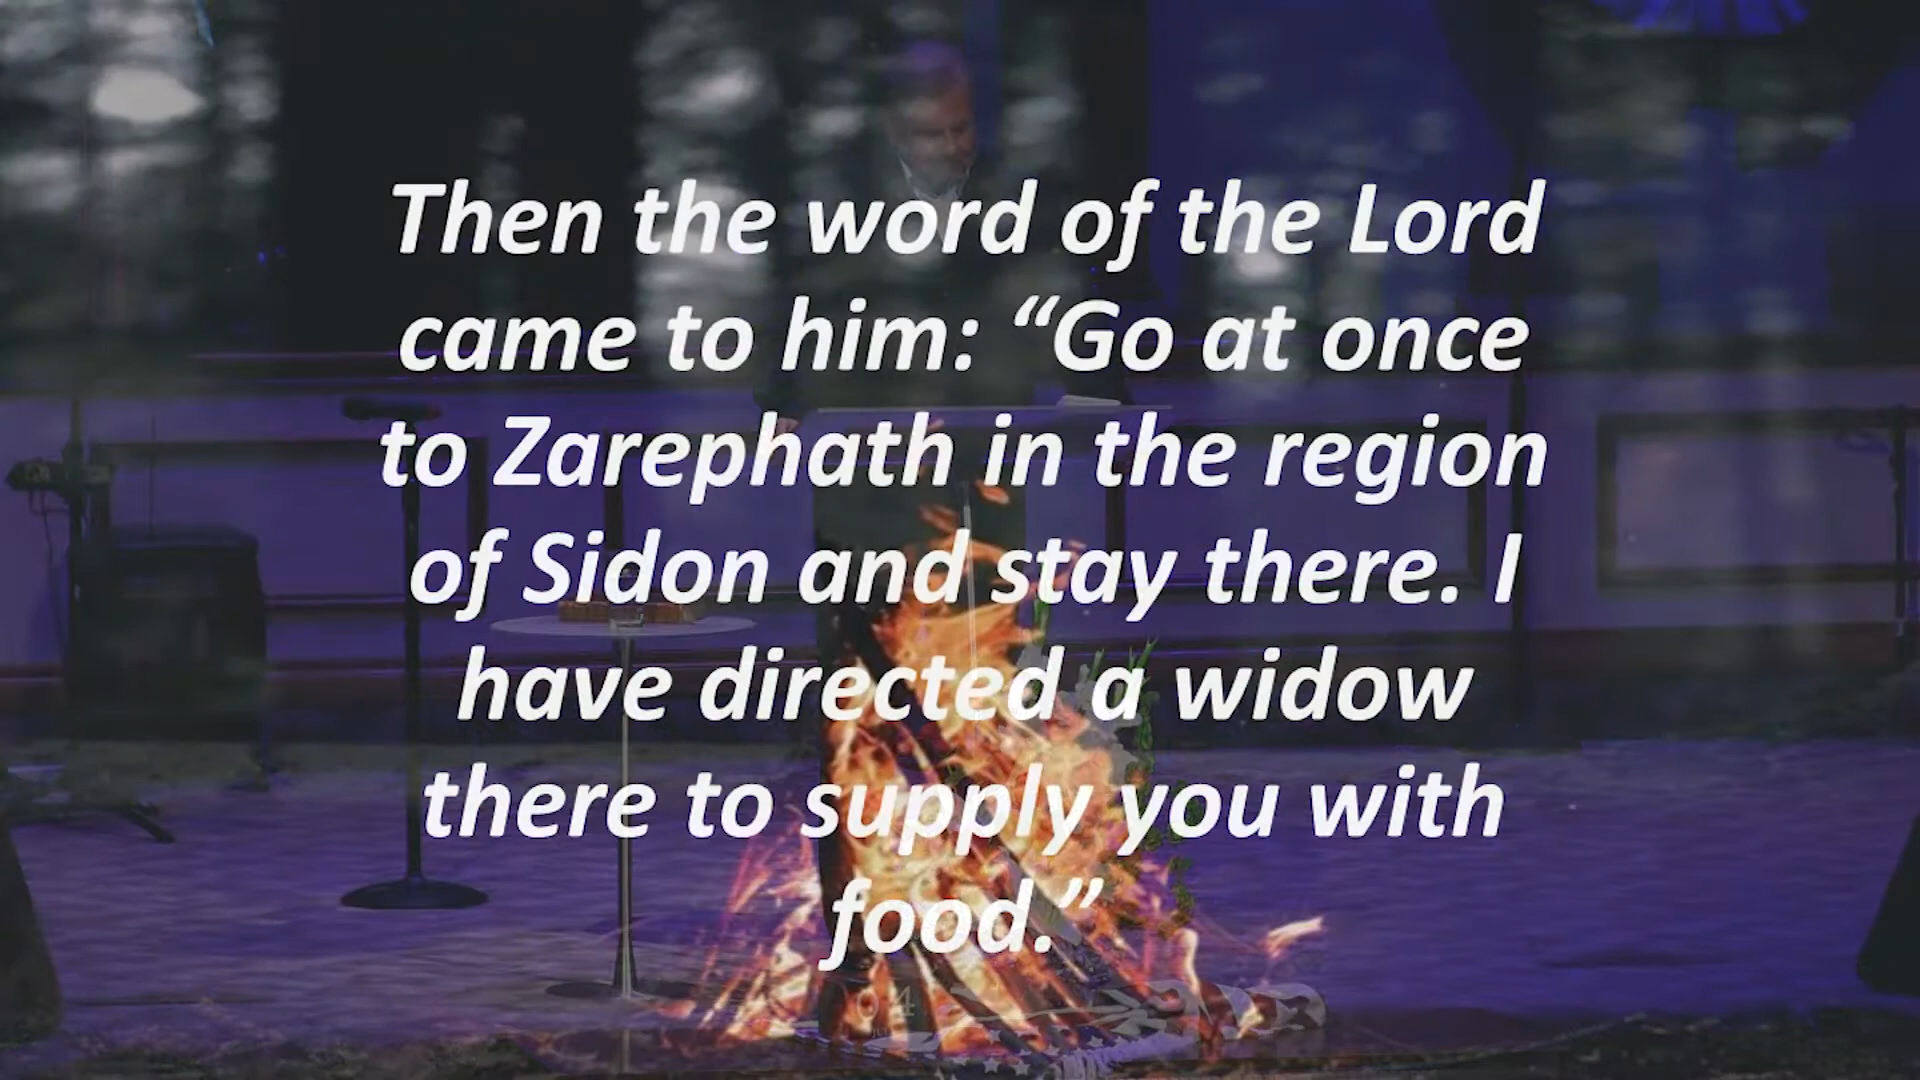 Then the word of the Lord
came to him: “Go at once
to Zarephath in the region
of Sidon and stay there. I
have directed a widow
there to supply you with
food.”
04